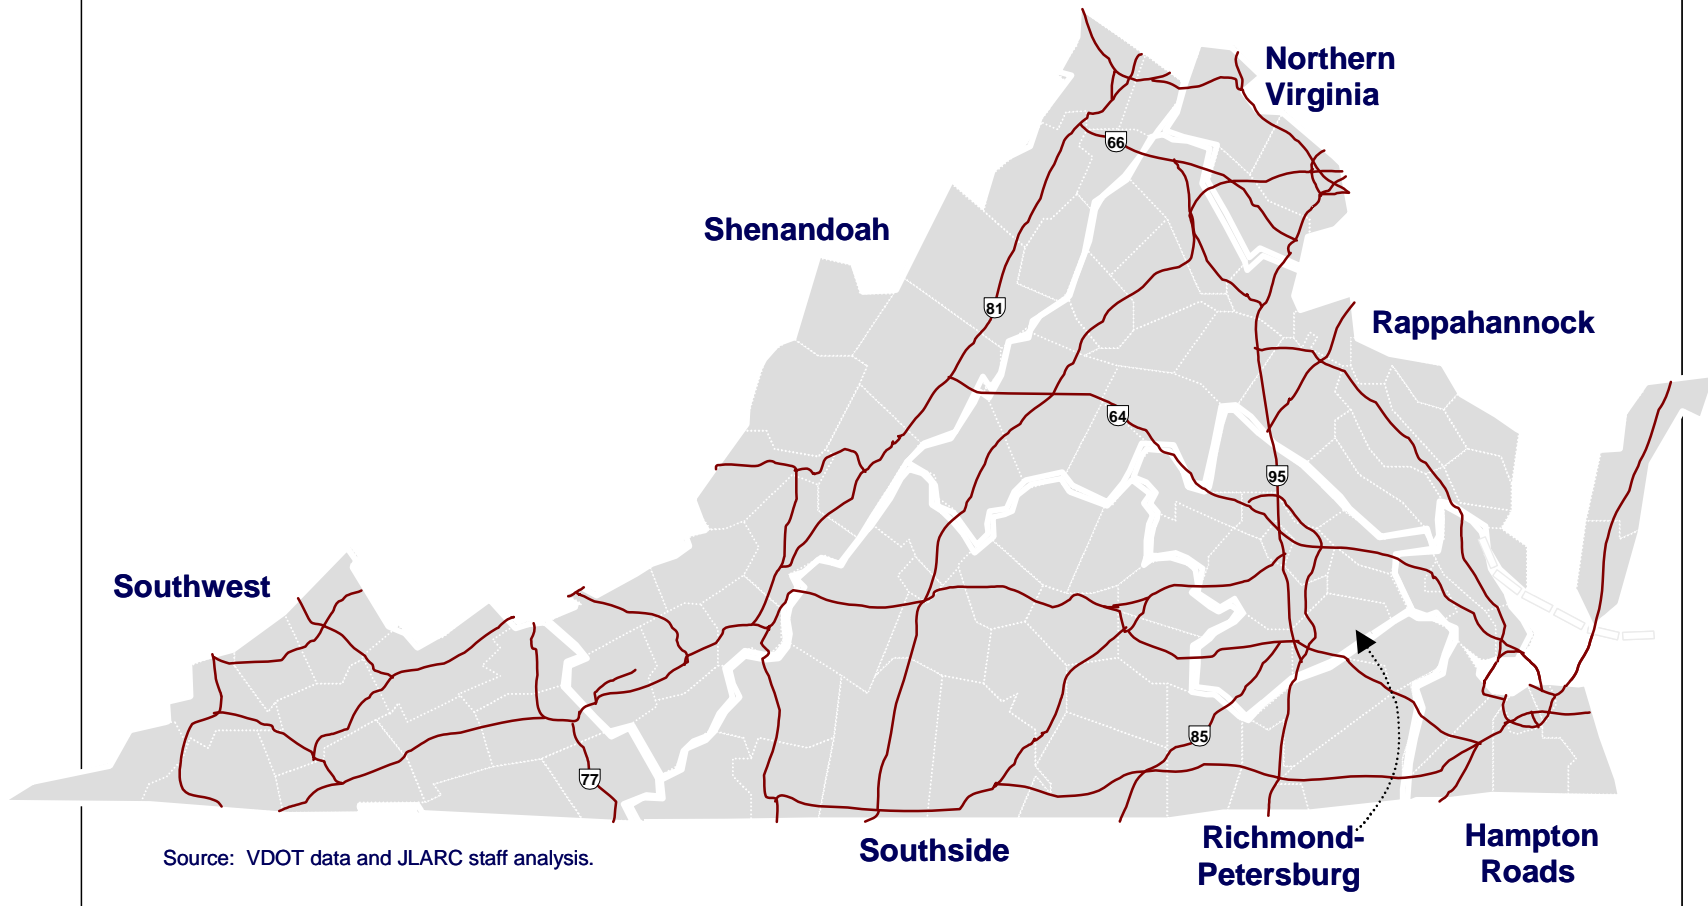 Northern
Virginia
66
Shenandoah
81
Rappahannock
64
95
Southwest
85
77
Southside
Richmond-
Petersburg
Hampton
Roads
Source: VDOT data and JLARC staff analysis.